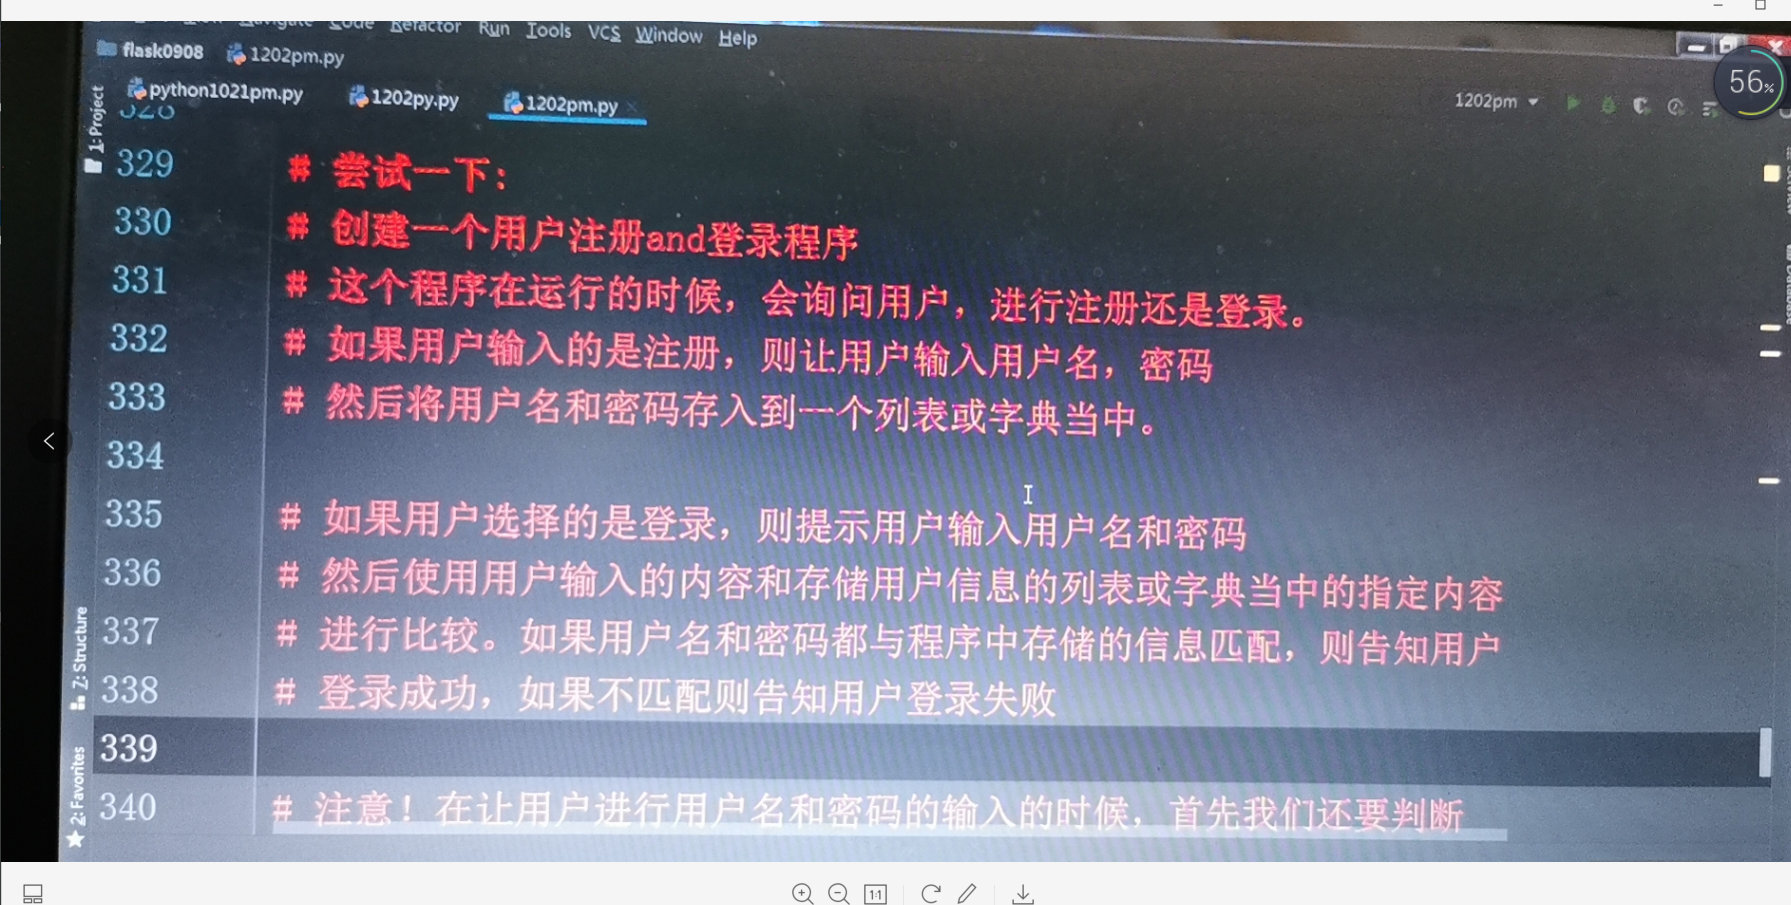 View Navigate Code Refactor Run Tools VCS Window Help
flask0908 1202pm.py
python1021pm.py 1202py.py 1202pm.py
1202pm
56%
1: Project
328
329 # 尝试一下:
330 # 创建一个用户注册and登录程序
331 # 这个程序在运行的时候，会询问用户，进行注册还是登录。
332 # 如果用户输入的是注册，则让用户输入用户名，密码
333 # 然后将用户名和密码存入到一个列表或字典当中。
334
335 # 如果用户选择的是登录，则提示用户输入用户名和密码
336 # 然后使用用户输入的内容和存储用户信息的列表或字典当中的指定内容
337 # 进行比较。如果用户名和密码都与程序中存储的信息匹配，则告知用户
338 # 登录成功，如果不匹配则告知用户登录失败
339
340 # 注意！在让用户进行用户名和密码的输入的时候，首先我们还要判断
Z: Structure
2: Favorites
1:1